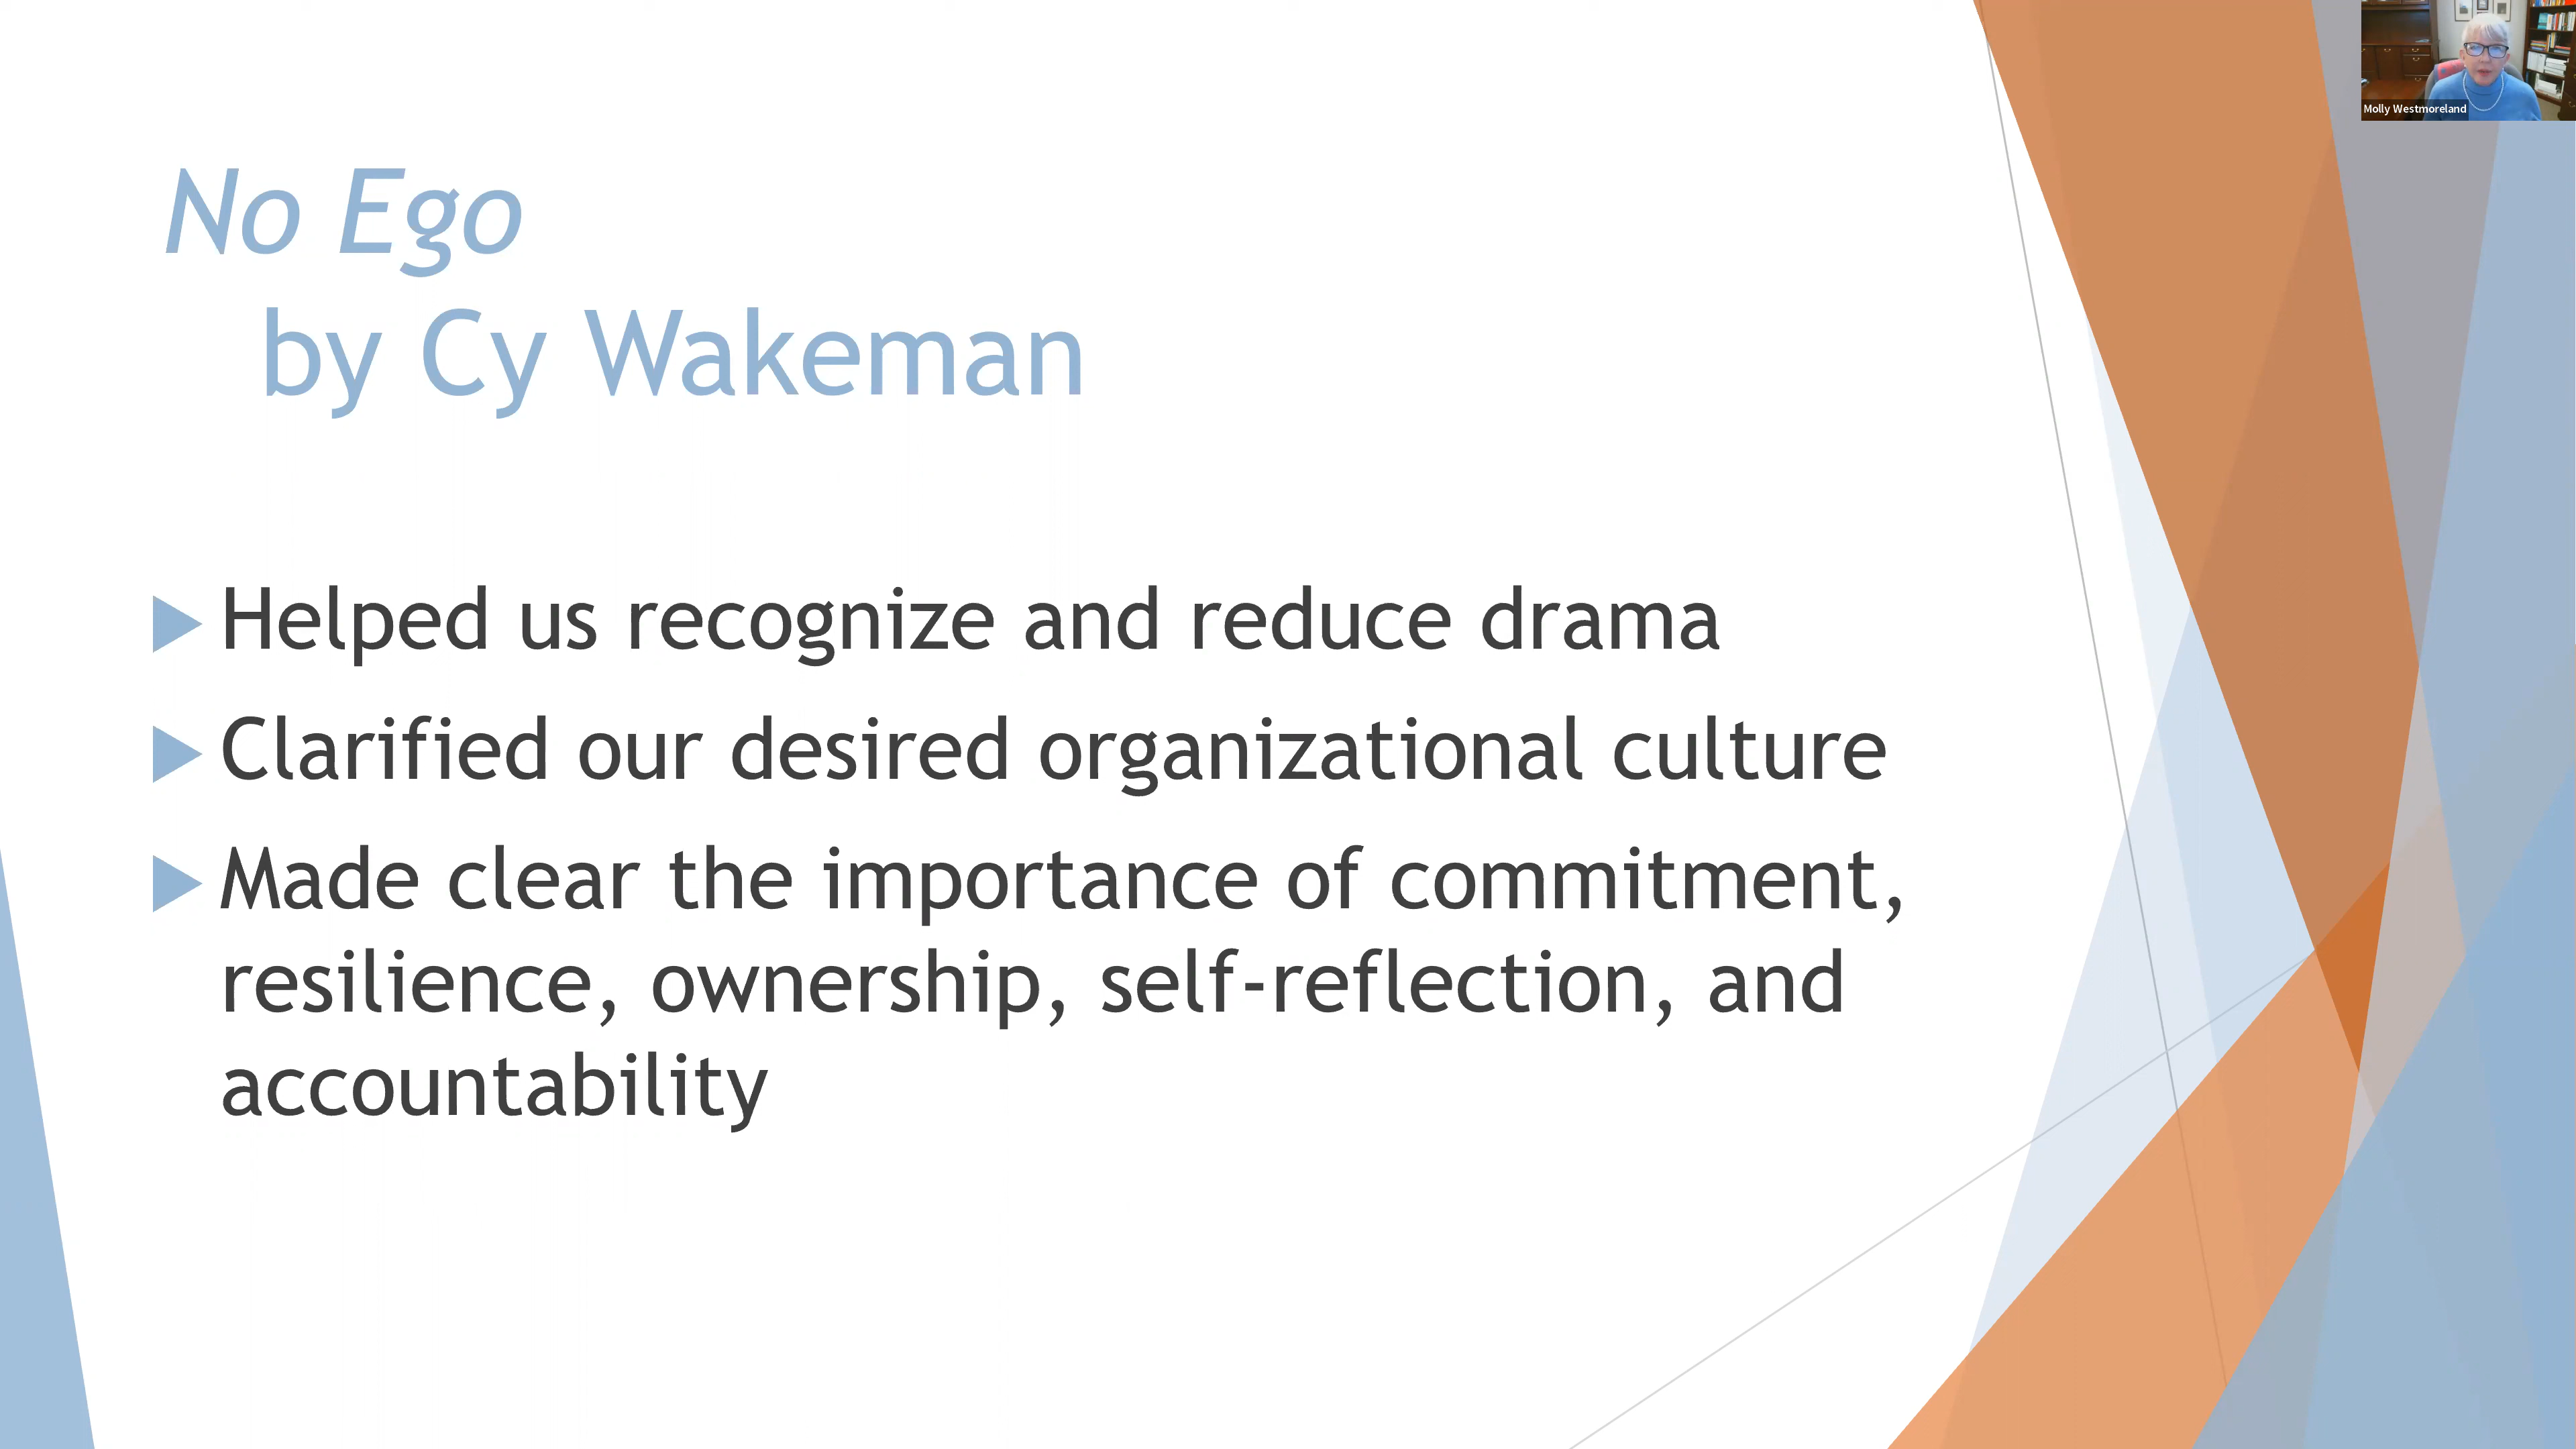 Molly Westmoreland
No Ego
by Cy Wakeman
Helped us recognize and reduce drama
Clarified our desired organizational culture
Made clear the importance of commitment,
resilience, ownership, self-reflection, and
accountability